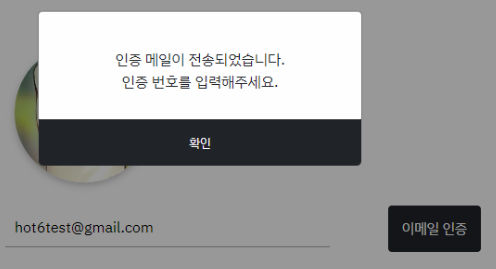 인증 메일이 전송되었습니다.
인증 번호를 입력해주세요.
확인
hot6test@gmail.com
이메일 인증